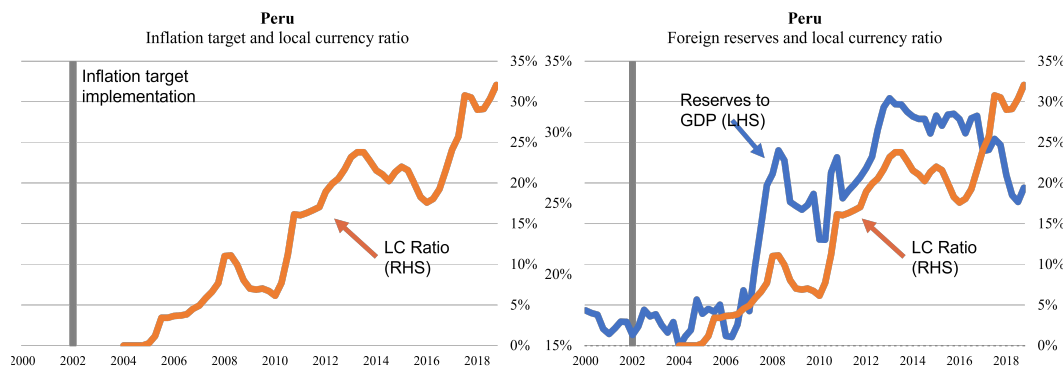 Peru
Inflation target and local currency ratio
35%
30%
25%
20%
15%
10%
5%
0%
Inflation target
implementation
LC Ratio
(RHS)
2000 2002 2004 2006 2008 2010 2012 2014 2016 2018
Peru
Foreign reserves and local currency ratio
35%
30%
25%
20%
15%
35%
30%
25%
20%
15%
10%
5%
0%
Reserves to
GDP (LHS)
LC Ratio
(RHS)
2000 2002 2004 2006 2008 2010 2012 2014 2016 2018